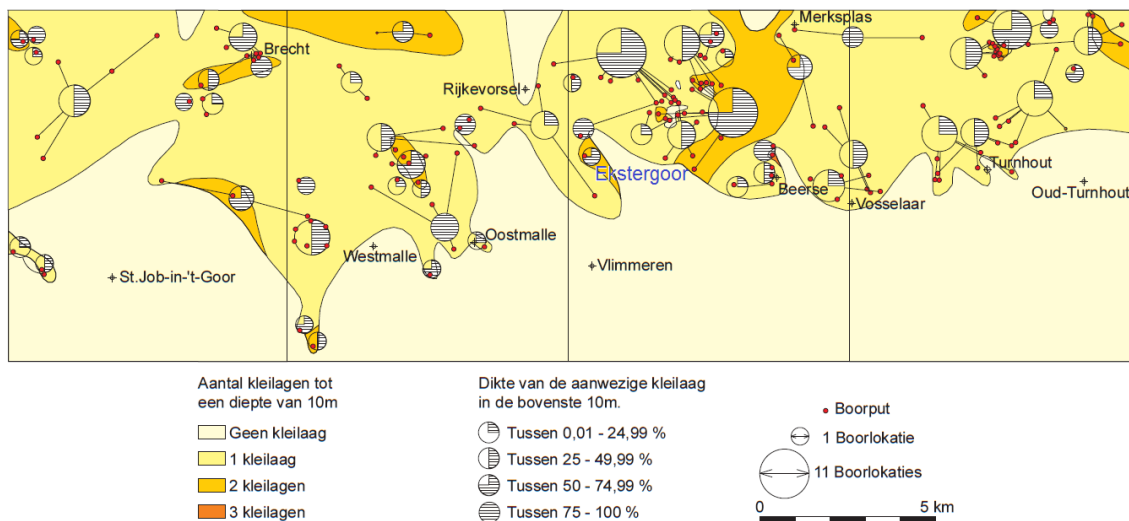 Merksplas
Brecht
Rijkevorsel
Ekstergoor
Turnhout
Beerse
Oud-Turnhout
Vosselaar
Oostmalle
Westmalle
Vlimmeren
St.Job-in-'t-Goor
Aantal kleilagen tot
een diepte van 10m
Geen kleilaag
1 kleilaag
2 kleilagen
3 kleilagen
Dikte van de aanwezige kleilaag
in de bovenste 10m.
Tussen 0,01 - 24,99 %
Tussen 25 - 49,99 %
Tussen 50 - 74,99 %
Tussen 75 - 100 %
Boorput
1 Boorlokatie
11 Boorlokaties
0 5 km